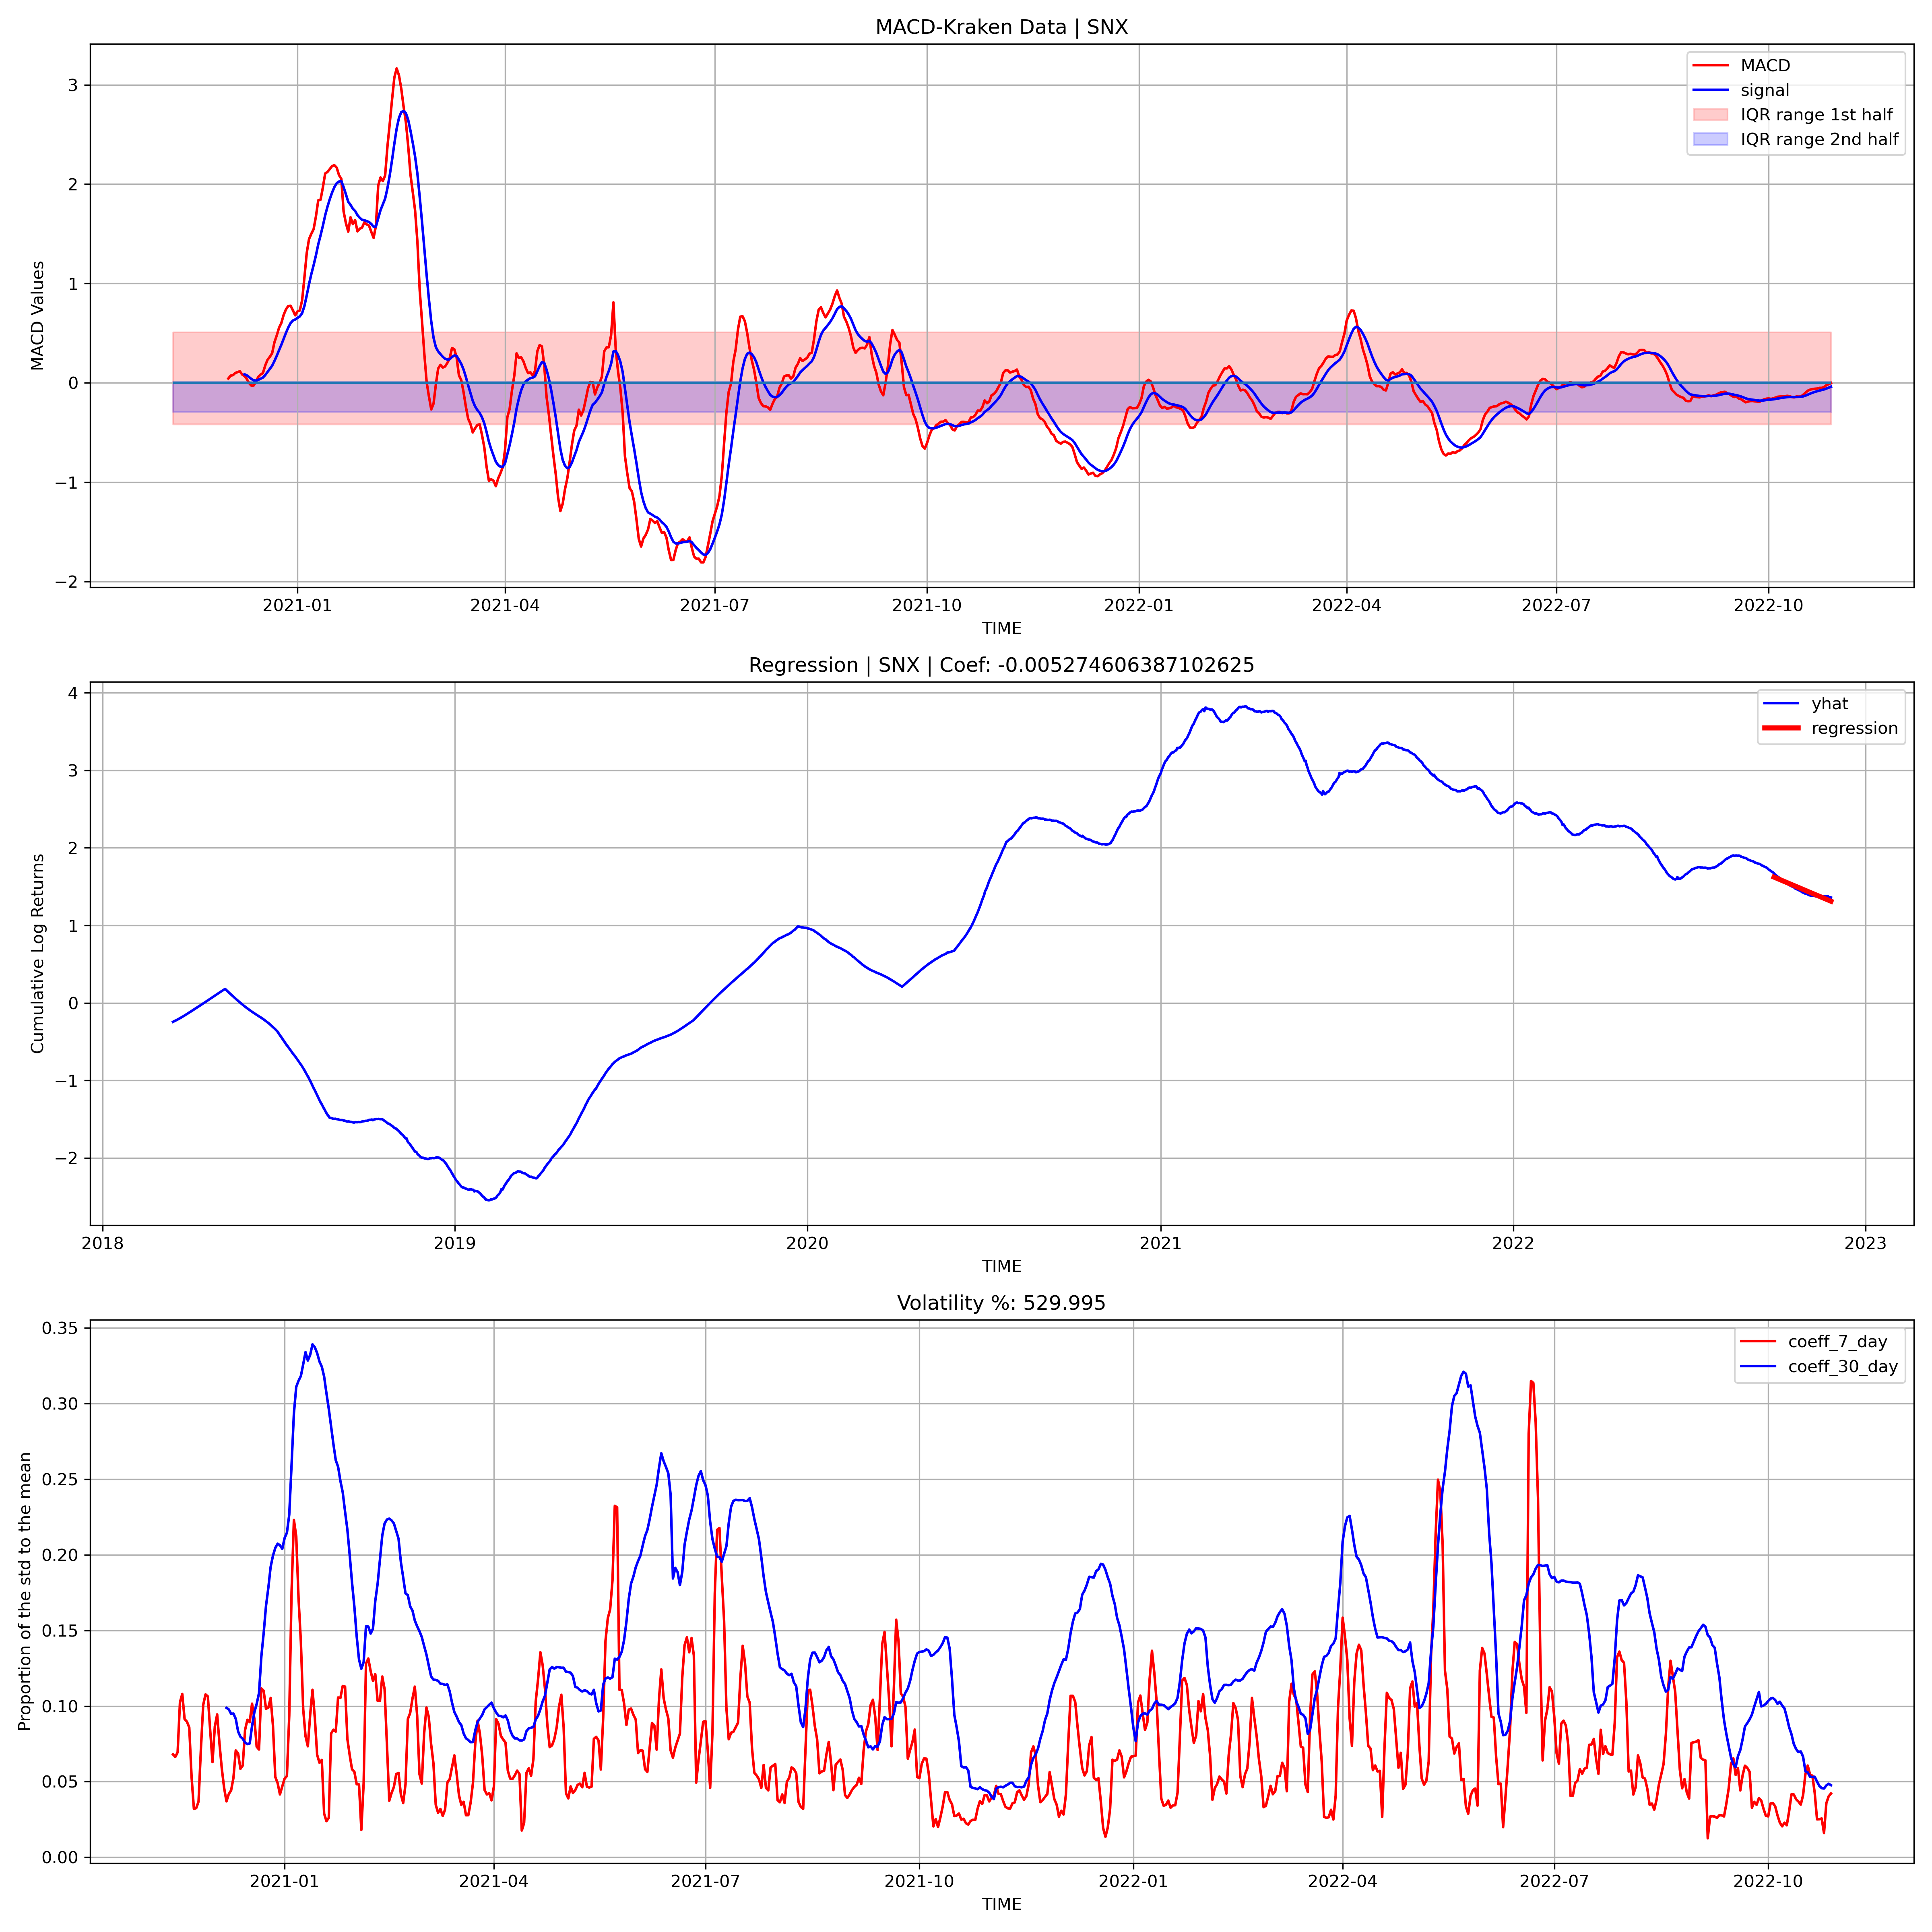 MACD-Kraken Data | SNX
MACD
signal
IQR range 1st half
IQR range 2nd half
MACD Values
3
2
1
0
−1
−2
2021-01 2021-04 2021-07 2021-10 2022-01 2022-04 2022-07 2022-10
TIME
Regression | SNX | Coef: -0.005274606387102625
yhat
regression
Cumulative Log Returns
4
3
2
1
0
−1
−2
2018 2019 2020 2021 2022 2023
TIME
Volatility %: 529.995
coeff_7_day
coeff_30_day
Proportion of the std to the mean
0.35
0.30
0.25
0.20
0.15
0.10
0.05
0.00
2021-01 2021-04 2021-07 2021-10 2022-01 2022-04 2022-07 2022-10
TIME